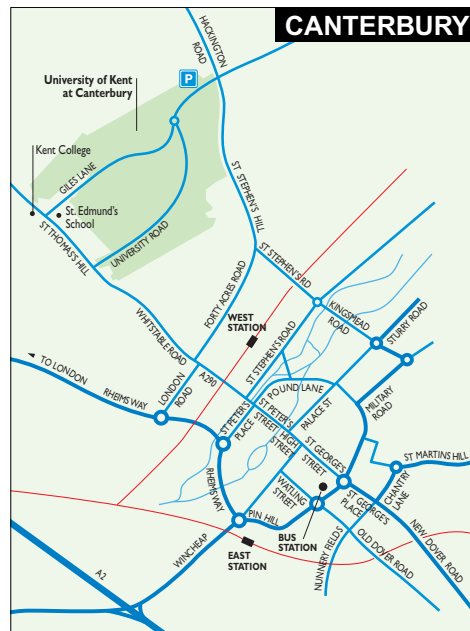 CANTERBURY
HACKINGTON
ROAD
P
University of Kent
at Canterbury
Kent College
GILES LANE
St. Edmund's
School
ST THOMAS'S HILL
UNIVERSITY ROAD
ST STEPHEN'S HILL
ST STEPHEN'S RD
FORTY ACRES ROAD
WHITSTABLE ROAD
WEST
STATION
KINGSMEAD
ROAD
STURRY ROAD
ST STEPHEN'S ROAD
TO LONDON
RHEIMS WAY
LONDON
ROAD
A290
POUND LANE
MILITARY
ROAD
ST PETER'S
PLACE
ST PETER'S
STREET
HIGH
STREET
PALACE ST
ST GEORGE'S
STREET
ST MARTINS HILL
CHANTRY
LANE
RHEIMS WAY
WATLING
STREET
ST GEORGE'S
PLACE
PIN HILL
BUS
STATION
EAST
STATION
WINCHEAP
NUNNERY FIELDS
OLD DOVER ROAD
NEW DOVER ROAD
A2